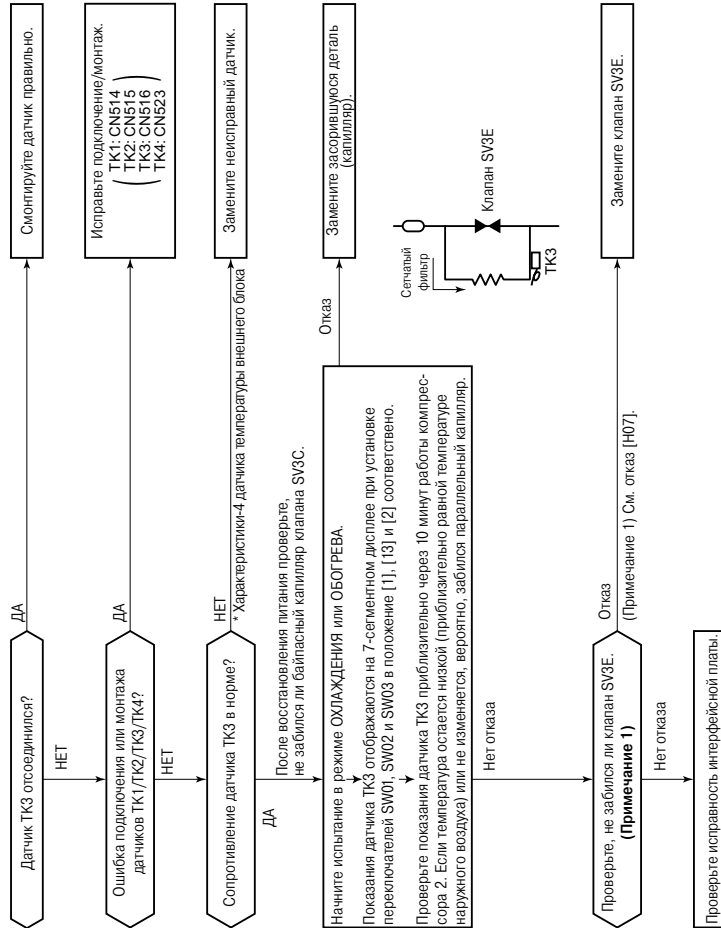 Датчик TK3 отсоединился?
ДА
Смонтируйте датчик правильно.
НЕТ
Ошибка подключения или монтажа
датчиков TK1/TK2/TK3/TK4?
ДА
Исправьте подключение/монтаж.
TK1: CN514
TK2: CN515
TK3: CN516
TK4: CN523
НЕТ
Сопротивление датчика TK3 в норме?
НЕТ
* Характеристики-4 датчика температуры внешнего блока
Замените неисправный датчик.
ДА
После восстановления питания проверьте,
не забился ли байпасный капилляр клапана SV3C.
Начните испытание в режиме ОХЛАЖДЕНИЯ или ОБОГРЕВА.
Показания датчика TK3 отображаются на 7-сегментном дисплее при установке
переключателей SW01, SW02 и SW03 в положение [1], [13] и [2] соответствено.
Проверьте показания датчика TK3 приблизительно через 10 минут работы компрес-
сора 2. Если температура остается низкой (приблизительно равной температуре
наружного воздуха) или не изменяется, вероятно, забился параллельный капилляр.
Отказ
Замените засорившуюся деталь
(капилляр).
Сетчатый
фильтр
Клапан SV3E
TK3
Нет отказа
Проверьте, не забился ли клапан SV3E.
(Примечание 1)
Отказ
(Примечание 1) См. отказ [H07].
Замените клапан SV3E.
Нет отказа
Проверьте исправность интерфейсной платы.